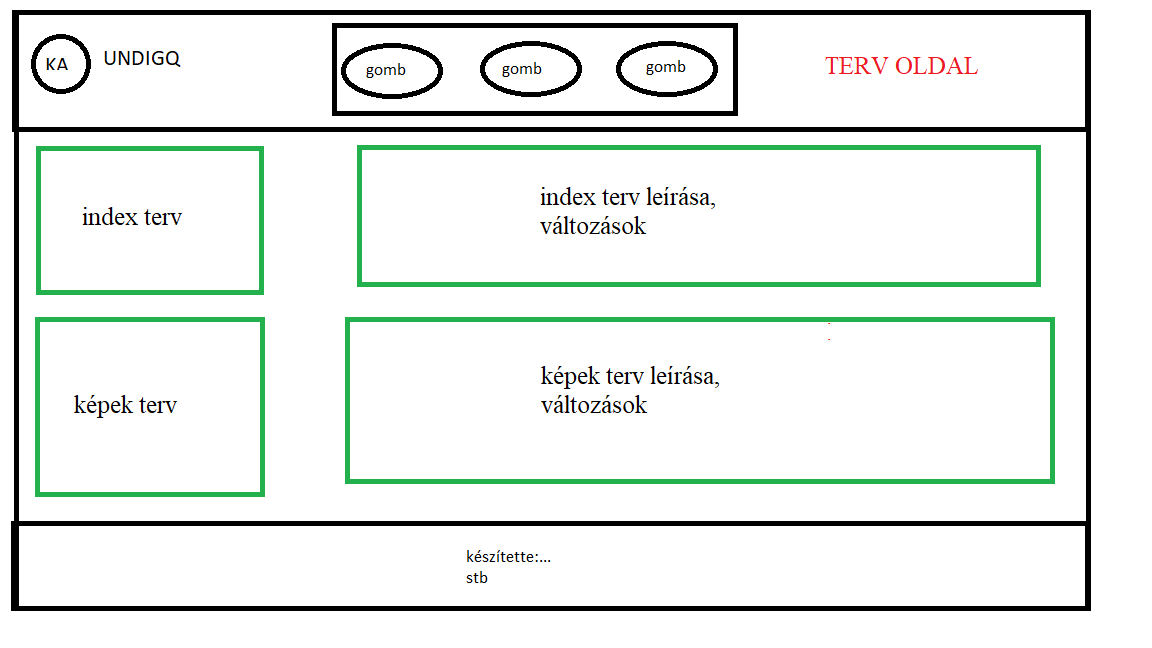 KA
UNDIGQ
gomb
gomb
gomb
TERV OLDAL
index terv
index terv leírása,
változások
képek terv
képek terv leírása,
változások
készítette:...
stb